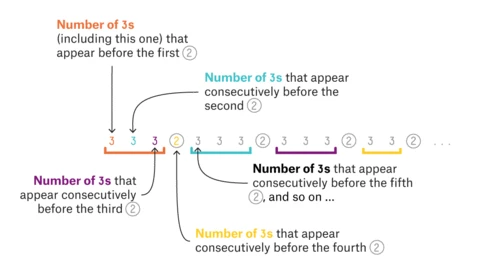 Number of 3s
(including this one) that
appear before the first ②
Number of 3s that appear
consecutively before the
second ②
3 3 3 ② 3 3 3 ② 3 3 3 ② 3 3 ② ...
Number of 3s that
appear consecutively
before the third ②
Number of 3s that appear
consecutively before the fifth
②, and so on ...
Number of 3s that appear
consecutively before the fourth ②